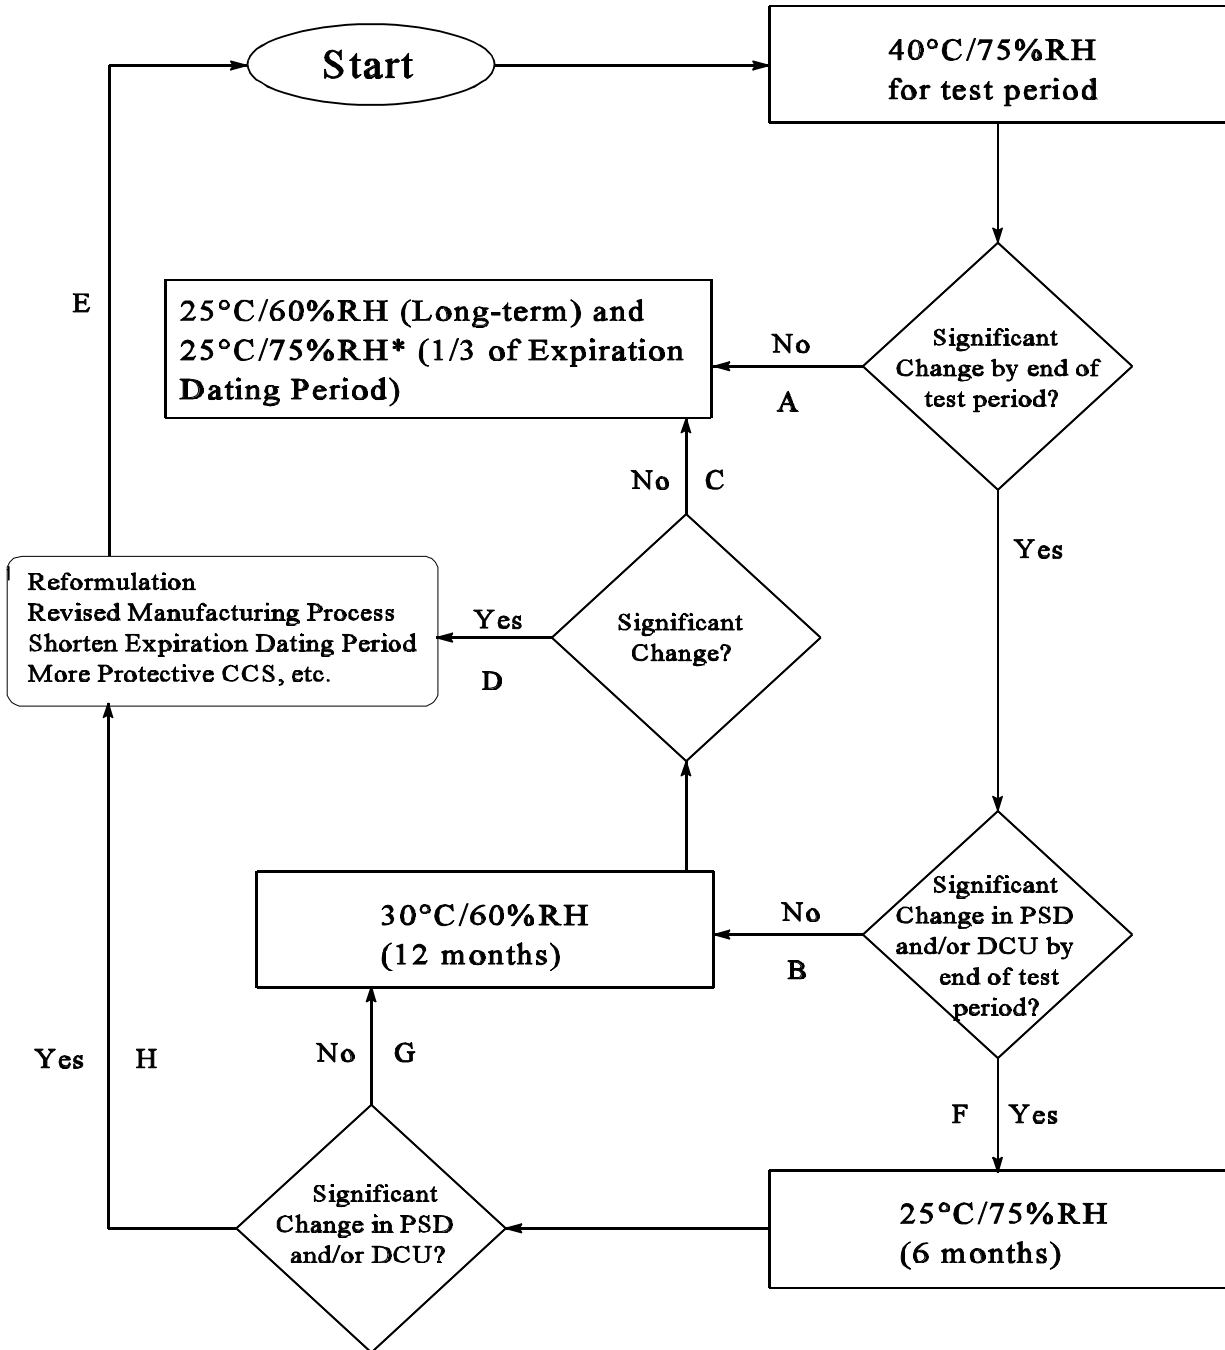 Start
40°C/75%RH
for test period
E
25°C/60%RH (Long-term) and
25°C/75%RH* (1/3 of Expiration
Dating Period)
No
A
Significant
Change by end of
test period?
No C
Yes
Reformulation
Revised Manufacturing Process
Shorten Expiration Dating Period
More Protective CCS, etc.
Yes
D
Significant
Change?
30°C/60%RH
(12 months)
No
B
Significant
Change in PSD
and/or DCU by
end of test
period?
Yes H
No G
F Yes
Significant
Change in PSD
and/or DCU?
25°C/75%RH
(6 months)